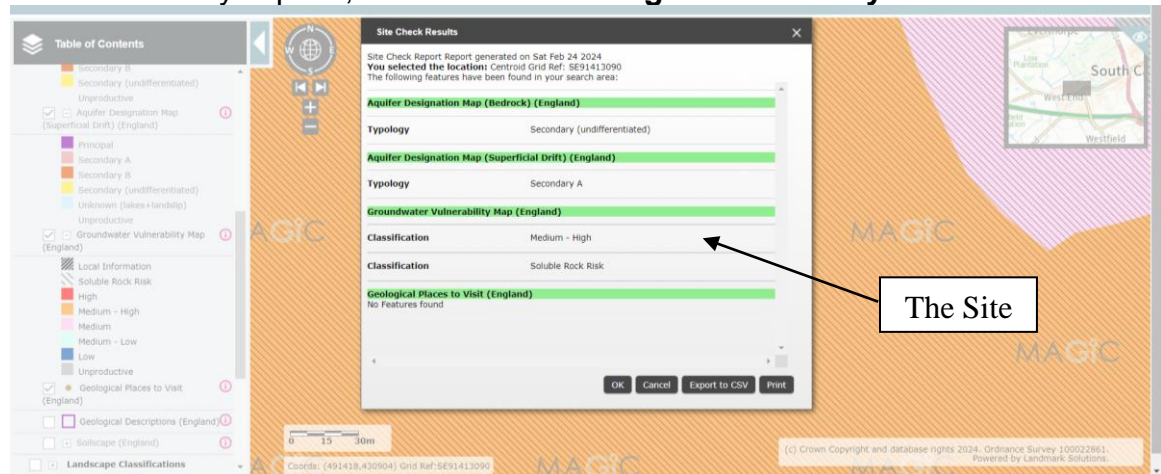 Table of Contents
Secondary B
Secondary (undifferentiated)
Unproductive
Aquifer Designation Map
(Superficial Drift) (England)
Principal
Secondary A
Secondary B
Secondary (undifferentiated)
Unknown (lakes+landslip)
Unproductive
Groundwater Vulnerability Map
(England)
Local Information
Soluble Rock Risk
High
Medium - High
Medium
Medium - Low
Low
Unproductive
Geological Places to Visit
(England)
Geological Descriptions (England)
Soilscape (England)
Landscape Classifications
N
W
E
S
Site Check Results
Site Check Report Report generated on Sat Feb 24 2024
You selected the location: Centroid Grid Ref: SE91413090
The following features have been found in your search area:
Aquifer Designation Map (Bedrock) (England)
Typology Secondary (undifferentiated)
Aquifer Designation Map (Superficial Drift) (England)
Typology Secondary A
Groundwater Vulnerability Map (England)
Classification Medium - High
Classification Soluble Rock Risk
Geological Places to Visit (England)
No Features found
OK Cancel Export to CSV Print
The Site
Low
Plantation
South C
West End
Westfield
MAGiC
MAGiC
MAGiC
MAGiC
0 15 30m
Coords: (491418,430904) Grid Ref:SE91413090
(c) Crown Copyright and database rights 2024. Ordnance Survey 100022861.
Powered by Landmark Solutions.